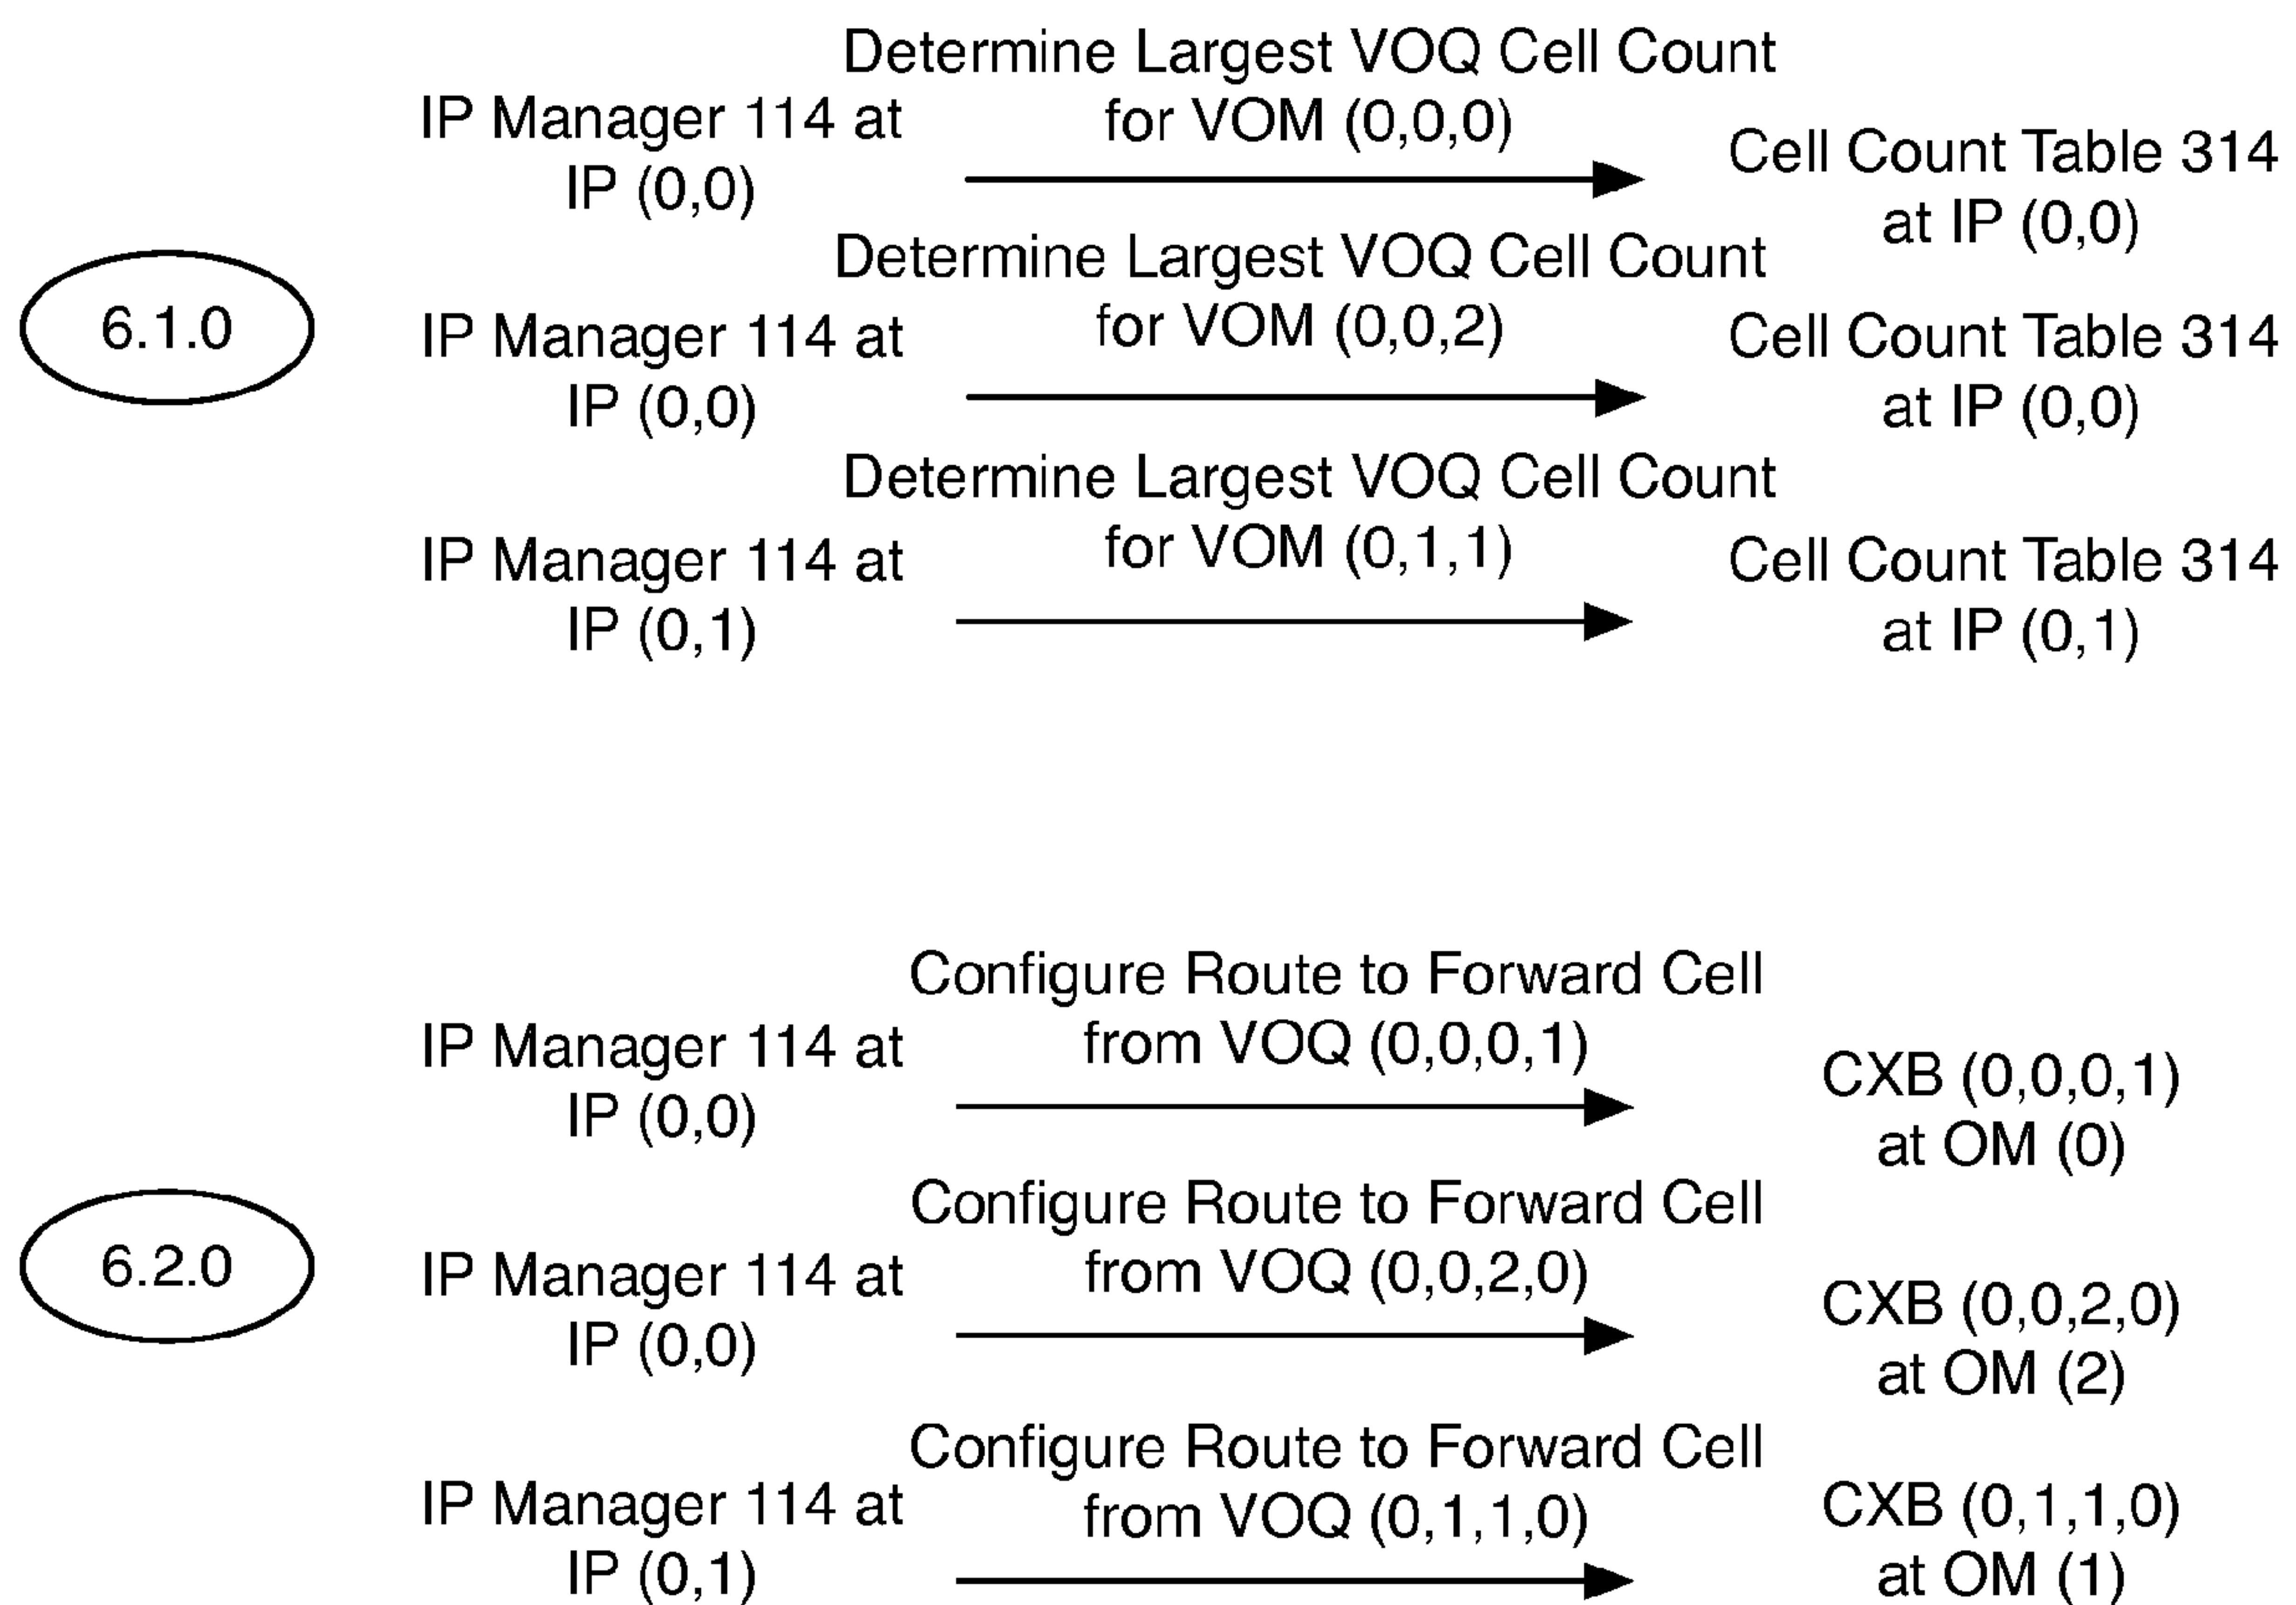 Determine Largest VOQ Cell Count
for VOM (0,0,0)
IP Manager 114 at
IP (0,0)
Cell Count Table 314
at IP (0,0)
6.1.0
Determine Largest VOQ Cell Count
for VOM (0,0,2)
IP Manager 114 at
IP (0,0)
Cell Count Table 314
at IP (0,0)
Determine Largest VOQ Cell Count
for VOM (0,1,1)
IP Manager 114 at
IP (0,1)
Cell Count Table 314
at IP (0,1)
Configure Route to Forward Cell
from VOQ (0,0,0,1)
IP Manager 114 at
IP (0,0)
CXB (0,0,0,1)
at OM (0)
6.2.0
Configure Route to Forward Cell
from VOQ (0,0,2,0)
IP Manager 114 at
IP (0,0)
CXB (0,0,2,0)
at OM (2)
Configure Route to Forward Cell
from VOQ (0,1,1,0)
IP Manager 114 at
IP (0,1)
CXB (0,1,1,0)
at OM (1)